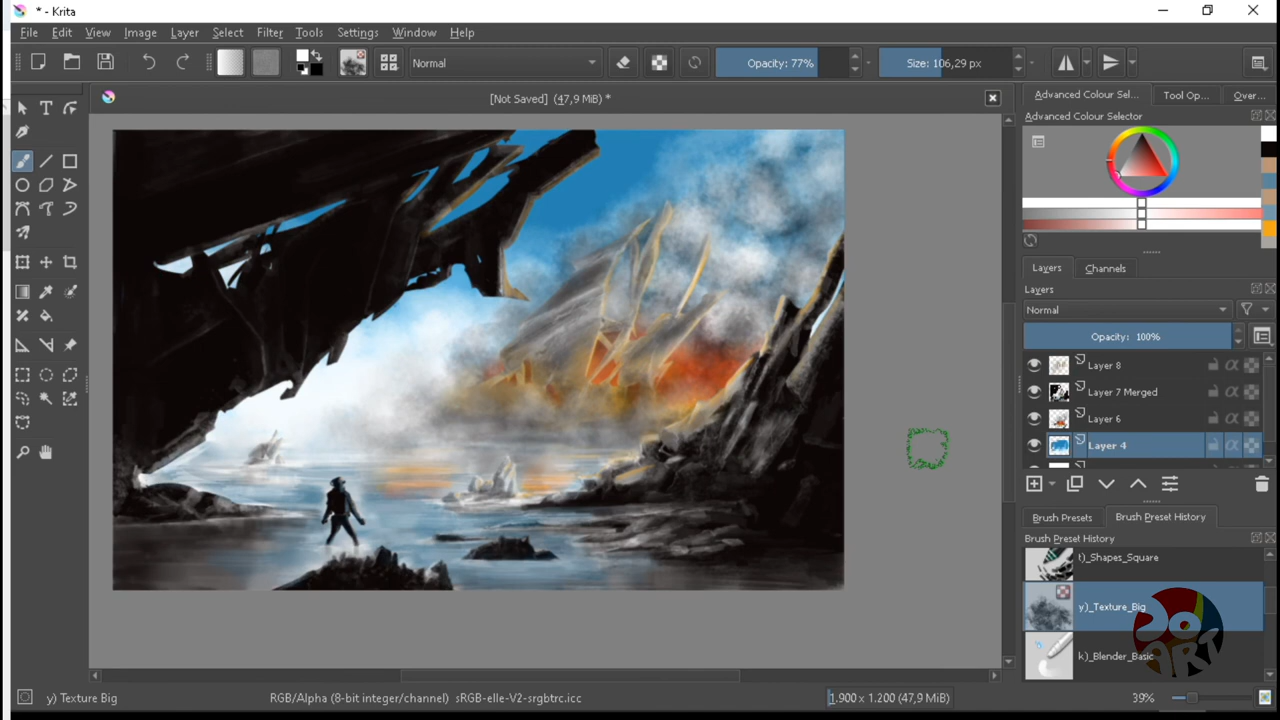 * - Krita
File Edit View Image Layer Select Filter Tools Settings Window Help
Normal Opacity: 77% Size: 106,29 px
[Not Saved] (47,9 MiB) *
Advanced Colour Sel... Tool Op... Over...
Advanced Colour Selector
Layers Channels
Layers
Normal
Opacity: 100%
Layer 8
Layer 7 Merged
Layer 6
Layer 4
Brush Presets Brush Preset History
Brush Preset History
t)_Shapes_Square
y)_Texture_Big
k)_Blender_Basic
ART
y) Texture Big RGB/Alpha (8-bit integer/channel) sRGB-elle-V2-srgbtrc.icc 1.900 x 1.200 (47,9 MiB) 39%